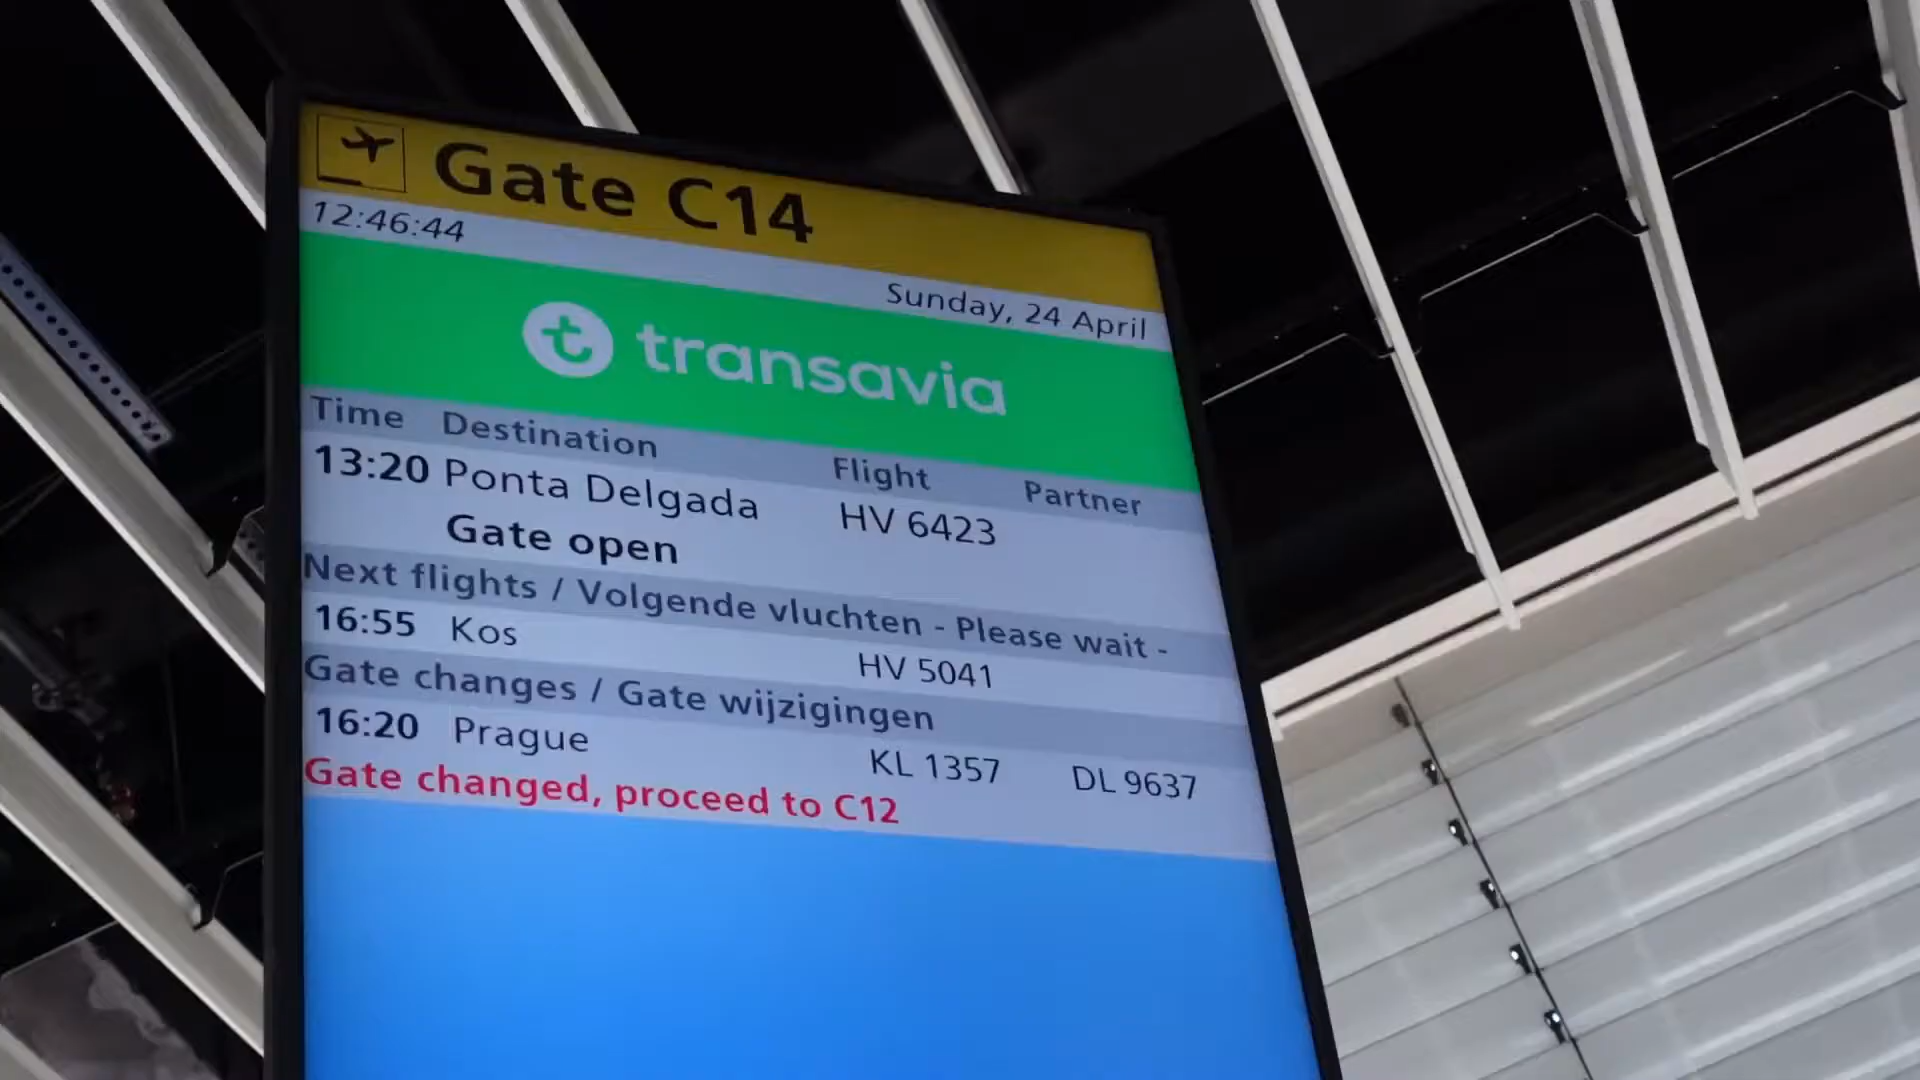 Gate C14
12:46:44
Sunday, 24 April
transavia
Time Destination Flight Partner
13:20 Ponta Delgada HV 6423
Gate open
Next flights / Volgende vluchten - Please wait -
16:55 Kos HV 5041
Gate changes / Gate wijzigingen
16:20 Prague KL 1357 DL 9637
Gate changed, proceed to C12